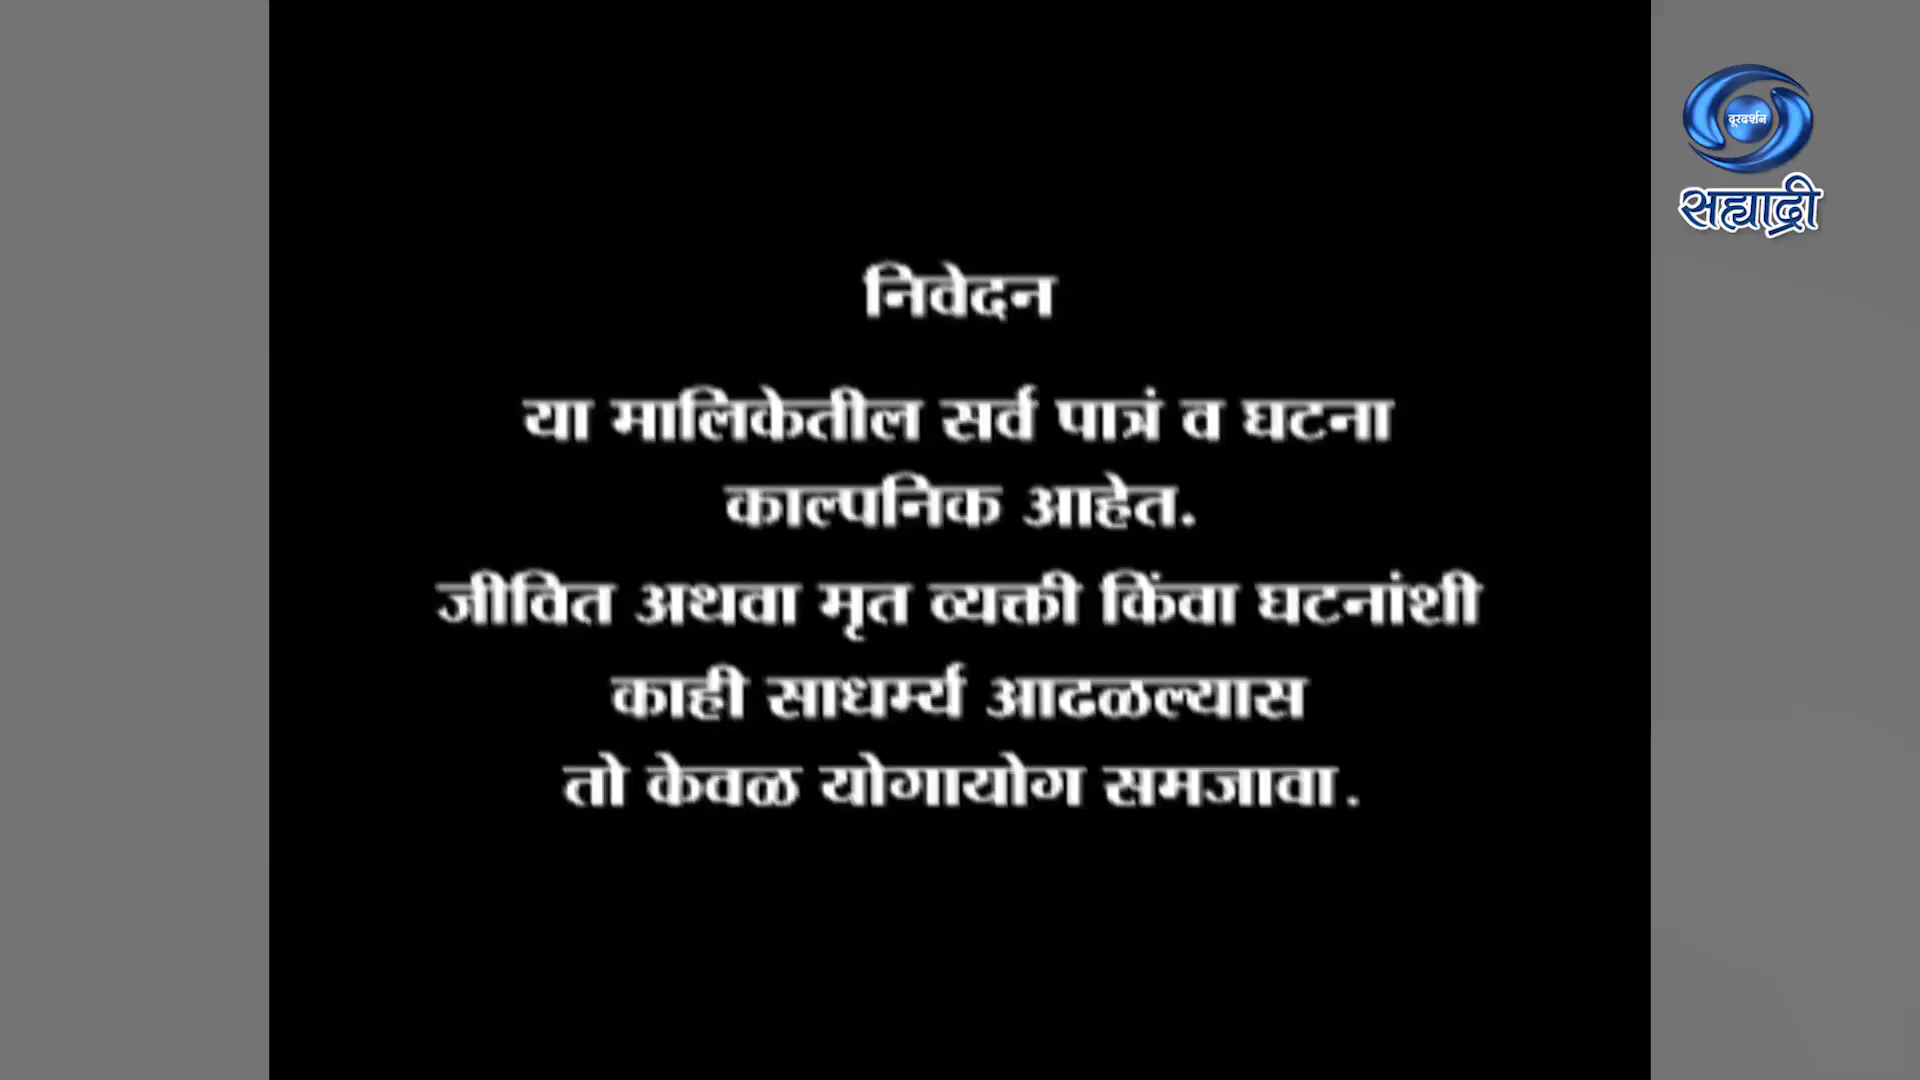 दूरदर्शन
सह्याद्री
निवेदन
या मालिकेतील सर्व पात्रं व घटना
काल्पनिक आहेत.
जीवित अथवा मृत व्यक्ती किंवा घटनांशी
काही साधर्म्य आढळल्यास
तो केवळ योगायोग समजावा.